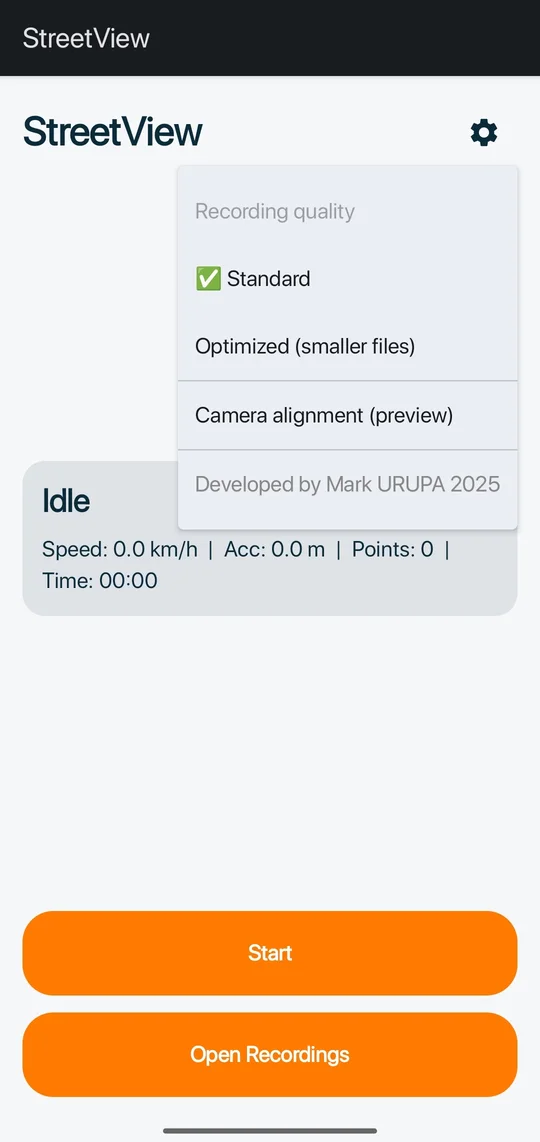 StreetView
StreetView
Recording quality
✅ Standard
Optimized (smaller files)
Camera alignment (preview)
Developed by Mark URUPA 2025
Idle
Speed: 0.0 km/h | Acc: 0.0 m | Points: 0 |
Time: 00:00
Start
Open Recordings